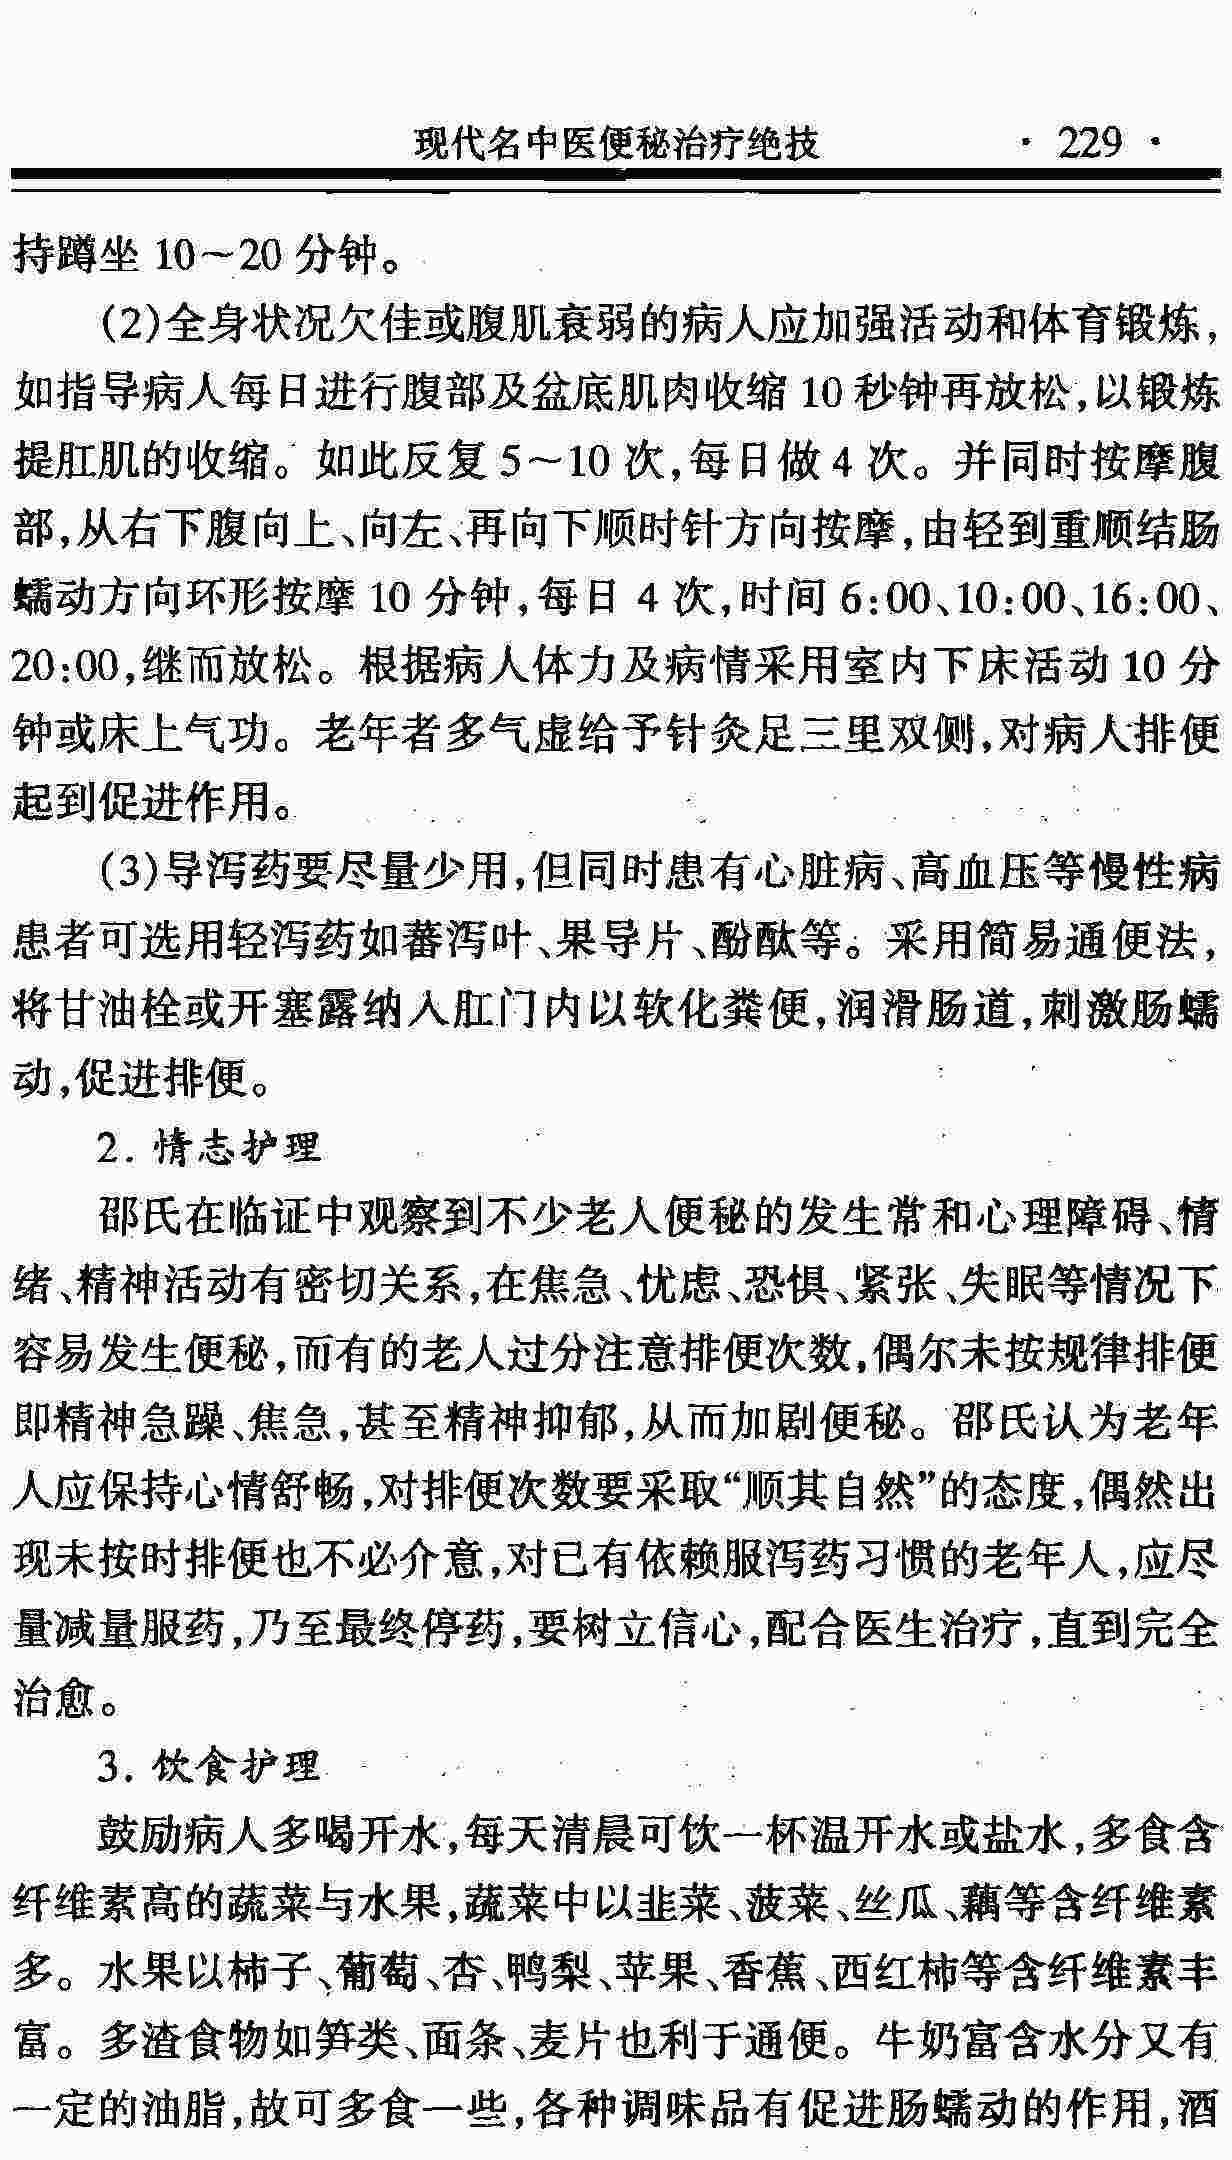 现代名中医便秘治疗绝技 · 229 ·
持蹲坐 10～20 分钟。
(2)全身状况欠佳或腹肌衰弱的病人应加强活动和体育锻炼,
如指导病人每日进行腹部及盆底肌肉收缩 10 秒钟再放松,以锻炼
提肛肌的收缩。如此反复 5～10 次,每日做 4 次。并同时按摩腹
部,从右下腹向上、向左、再向下顺时针方向按摩,由轻到重顺结肠
蠕动方向环形按摩 10 分钟,每日 4 次,时间 6:00、10:00、16:00、
20:00,继而放松。根据病人体力及病情采用室内下床活动 10 分
钟或床上气功。老年者多气虚给予针灸足三里双侧,对病人排便
起到促进作用。
(3)导泻药要尽量少用,但同时患有心脏病、高血压等慢性病
患者可选用轻泻药如蕃泻叶、果导片、酚酞等。采用简易通便法,
将甘油栓或开塞露纳入肛门内以软化粪便,润滑肠道,刺激肠蠕
动,促进排便。
2. 情志护理
邵氏在临证中观察到不少老人便秘的发生常和心理障碍、情
绪、精神活动有密切关系,在焦急、忧虑、恐惧、紧张、失眠等情况下
容易发生便秘,而有的老人过分注意排便次数,偶尔未按规律排便
即精神急躁、焦急,甚至精神抑郁,从而加剧便秘。邵氏认为老年
人应保持心情舒畅,对排便次数要采取“顺其自然”的态度,偶然出
现未按时排便也不必介意,对已有依赖服泻药习惯的老年人,应尽
量减量服药,乃至最终停药,要树立信心,配合医生治疗,直到完全
治愈。
3. 饮食护理
鼓励病人多喝开水,每天清晨可饮一杯温开水或盐水,多食含
纤维素高的蔬菜与水果,蔬菜中以韭菜、菠菜、丝瓜、藕等含纤维素
多。水果以柿子、葡萄、杏、鸭梨、苹果、香蕉、西红柿等含纤维素丰
富。多渣食物如笋类、面条、麦片也利于通便。牛奶富含水分又有
一定的油脂,故可多食一些,各种调味品有促进肠蠕动的作用,酒